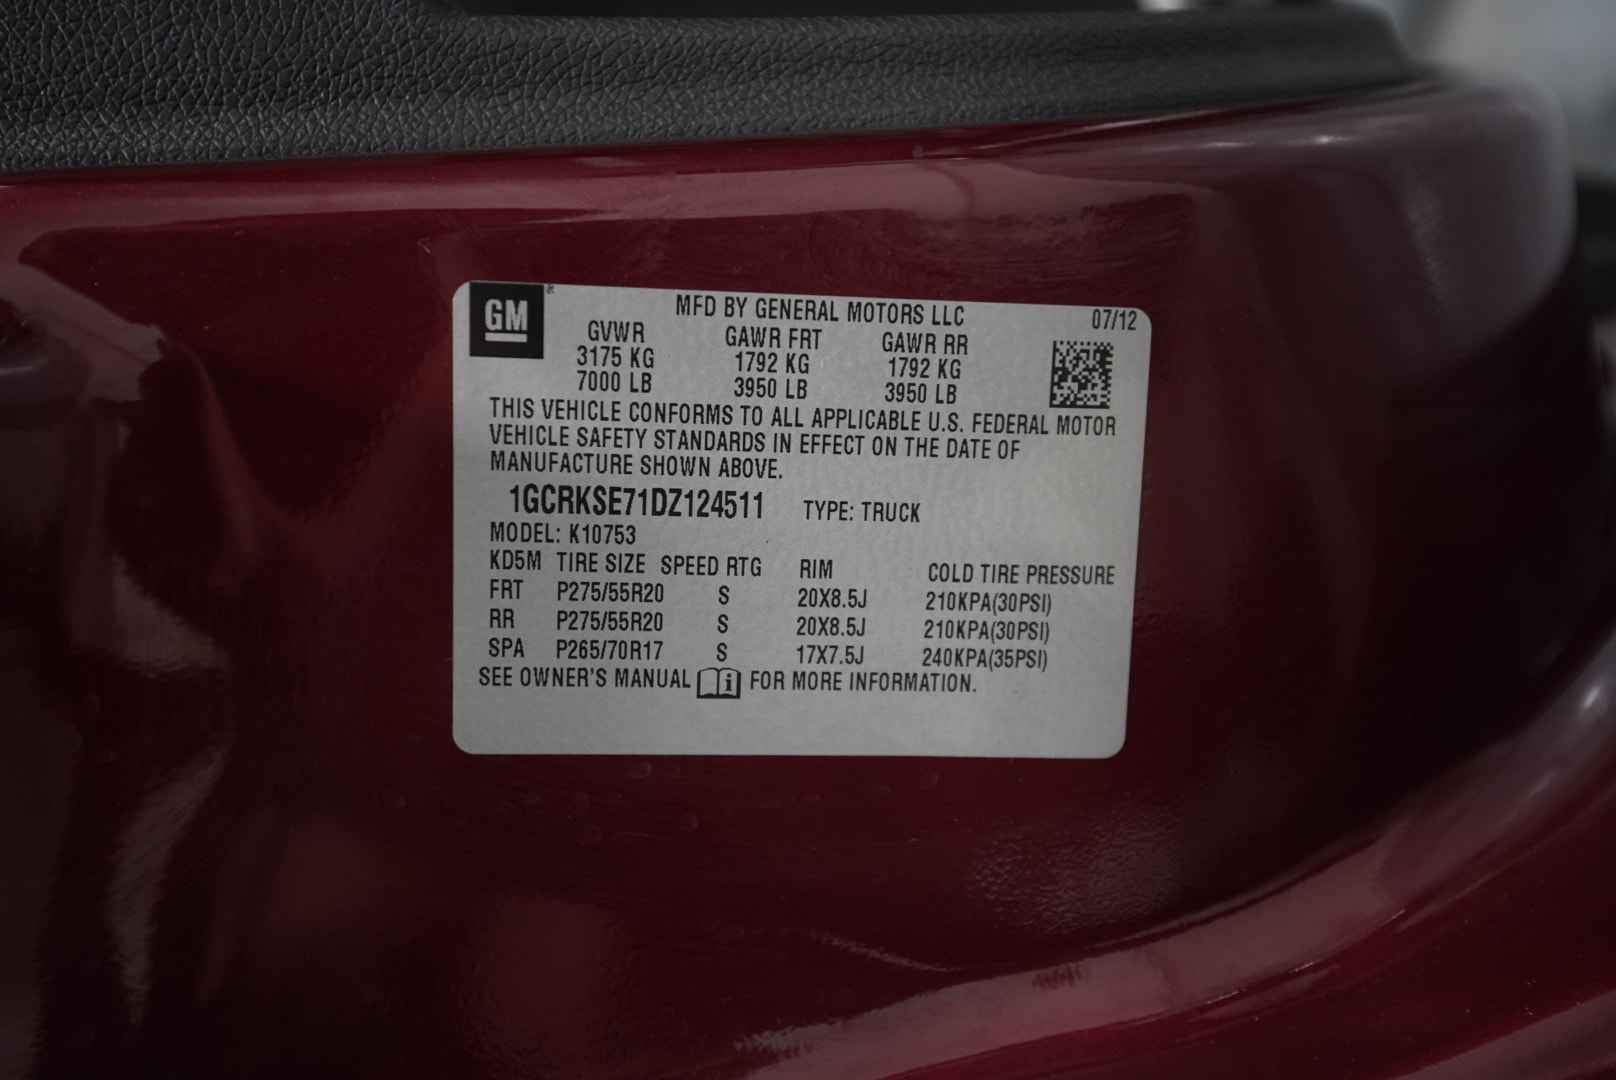 GM ®
MFD BY GENERAL MOTORS LLC 07/12
GVWR GAWR FRT GAWR RR
3175 KG 1792 KG 1792 KG
7000 LB 3950 LB 3950 LB
THIS VEHICLE CONFORMS TO ALL APPLICABLE U.S. FEDERAL MOTOR
VEHICLE SAFETY STANDARDS IN EFFECT ON THE DATE OF
MANUFACTURE SHOWN ABOVE.
1GCRKSE71DZ124511 TYPE: TRUCK
MODEL: K10753
KD5M TIRE SIZE SPEED RTG RIM COLD TIRE PRESSURE
FRT P275/55R20 S 20X8.5J 210KPA(30PSI)
RR P275/55R20 S 20X8.5J 210KPA(30PSI)
SPA P265/70R17 S 17X7.5J 240KPA(35PSI)
SEE OWNER'S MANUAL i FOR MORE INFORMATION.